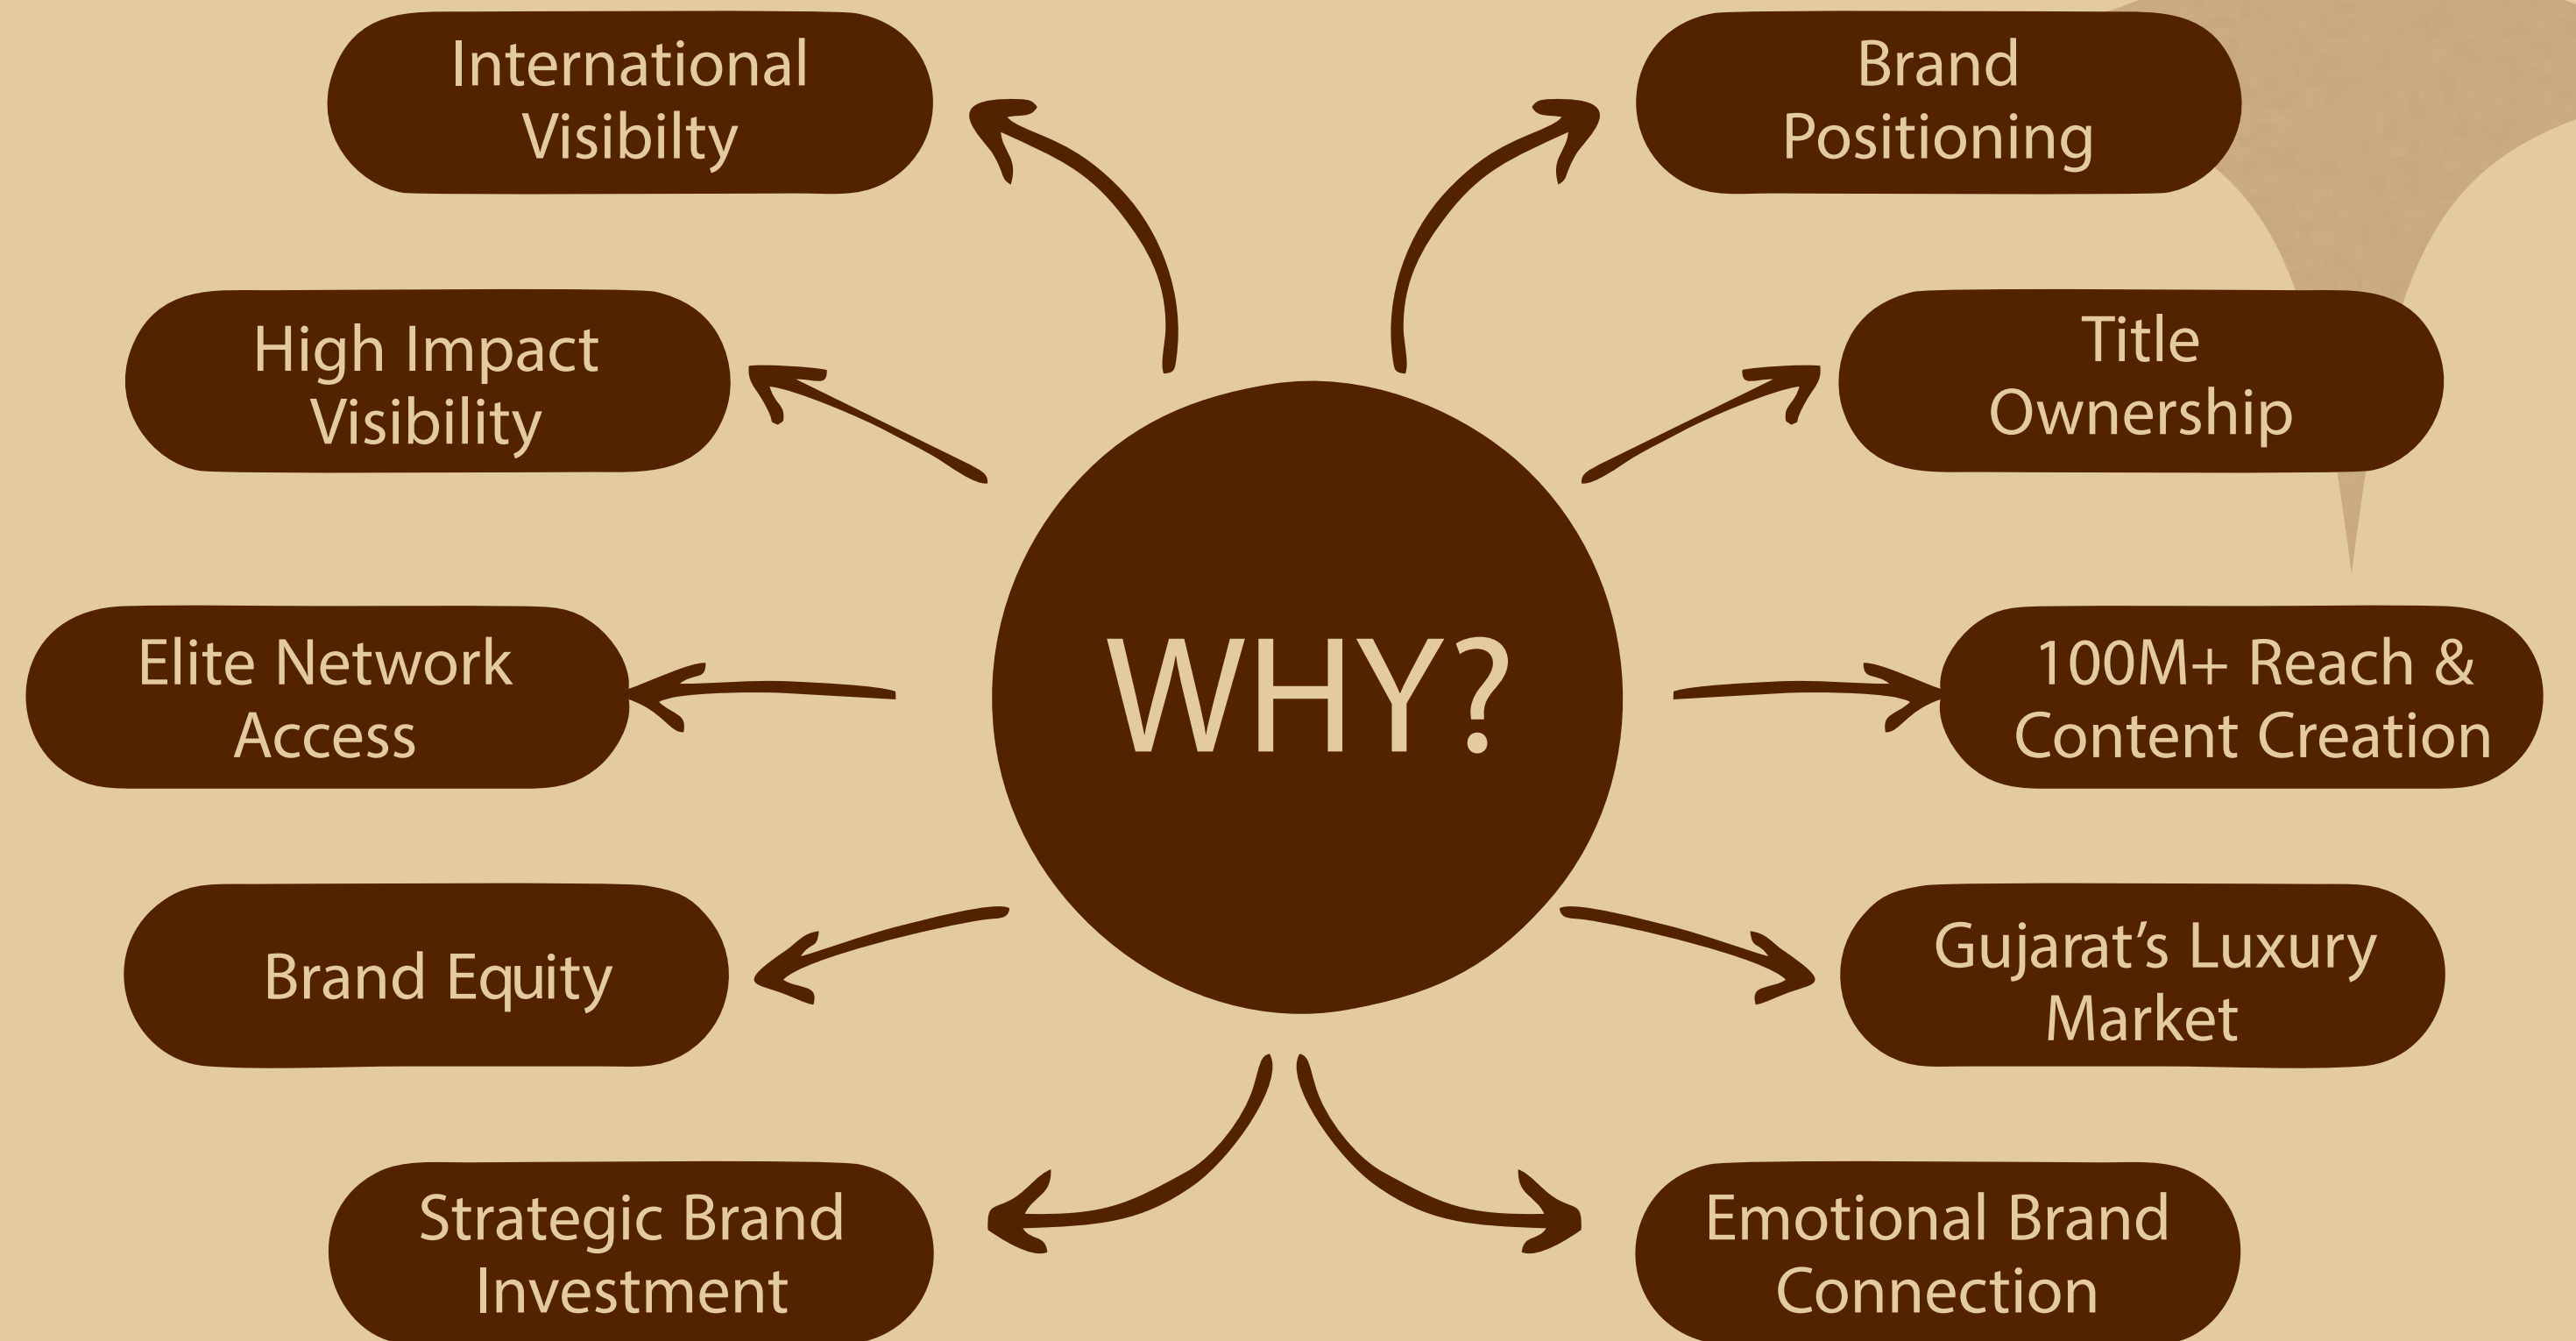 International
Visibilty
Brand
Positioning
High Impact
Visibility
Title
Ownership
Elite Network
Access
WHY?
100M+ Reach &
Content Creation
Brand Equity
Gujarat’s Luxury
Market
Strategic Brand
Investment
Emotional Brand
Connection